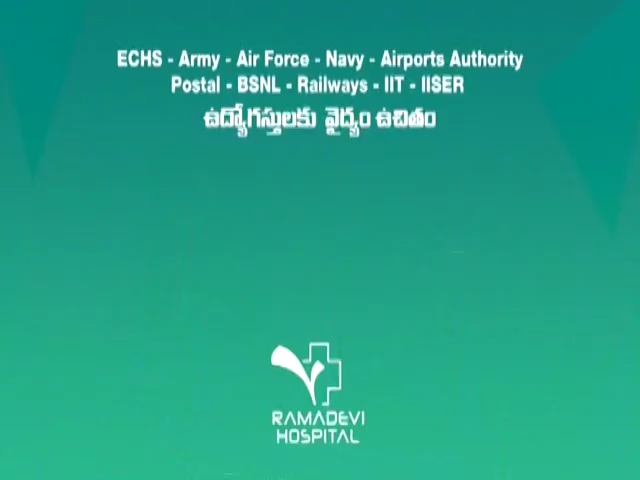 ECHS - Army - Air Force - Navy - Airports Authority
Postal - BSNL - Railways - IIT - IISER
ఉద్యోగస్తులకు వైద్యం ఉచితం
RAMADEVI
HOSPITAL